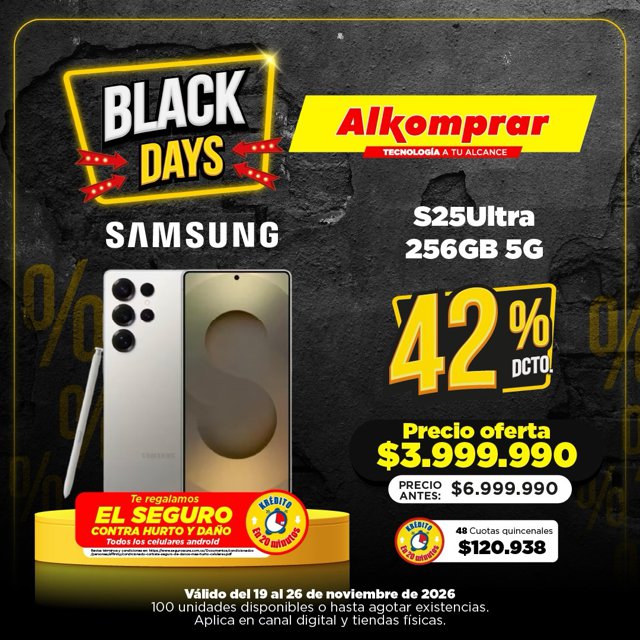 BLACK
DAYS
Alkomprar
TECNOLOGÍA A TU ALCANCE
SAMSUNG
S25Ultra
256GB 5G
42%
DCTO.
Precio oferta
$3.999.990
PRECIO
ANTES: $6.999.990
SAMSUNG
Te regalamos
EL SEGURO
CONTRA HURTO Y DAÑO
Todos los celulares android
KRÉDITO
En 20 minutos
KRÉDITO
En 20 minutos
48 Cuotas quincenales
$120.938
Válido del 19 al 26 de noviembre de 2026
100 unidades disponibles o hasta agotar existencias.
Aplica en canal digital y tiendas físicas.